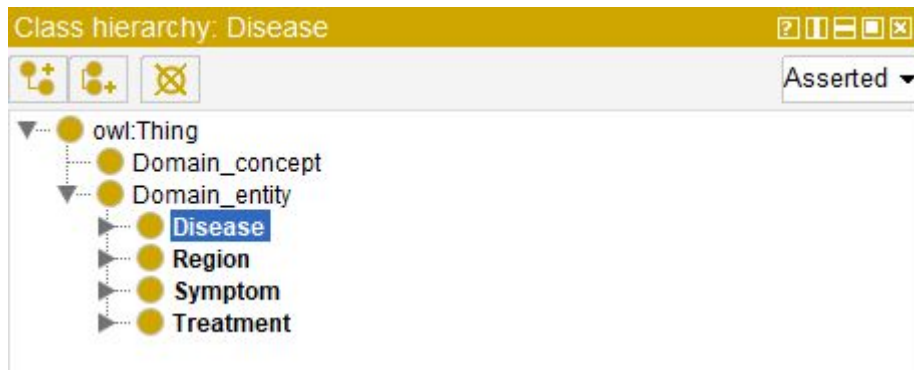 Class hierarchy: Disease
Asserted
owl:Thing
Domain_concept
Domain_entity
Disease
Region
Symptom
Treatment